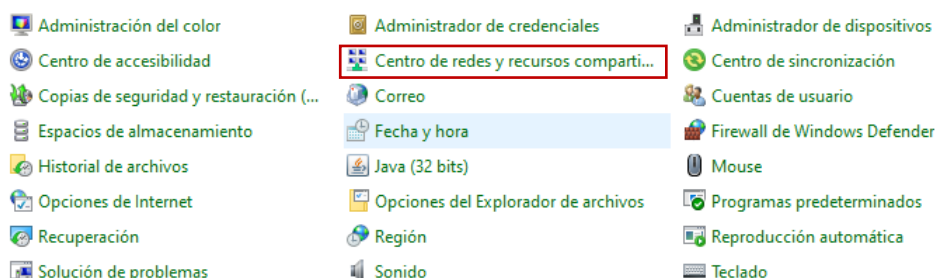 Administración del color
Administrador de credenciales
Administrador de dispositivos
Centro de accesibilidad
Centro de redes y recursos comparti...
Centro de sincronización
Copias de seguridad y restauración (...
Correo
Cuentas de usuario
Espacios de almacenamiento
Fecha y hora
Firewall de Windows Defender
Historial de archivos
Java (32 bits)
Mouse
Opciones de Internet
Opciones del Explorador de archivos
Programas predeterminados
Recuperación
Región
Reproducción automática
Solución de problemas
Sonido
Teclado